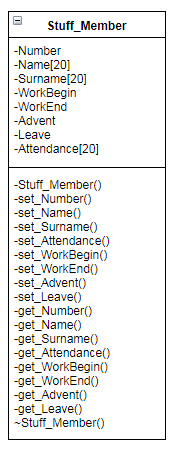 Stuff_Member
-Number
-Name[20]
-Surname[20]
-WorkBegin
-WorkEnd
-Advent
-Leave
-Attendance[20]
-Stuff_Member()
-set_Number()
-set_Name()
-set_Surname()
-set_Attendance()
-set_WorkBegin()
-set_WorkEnd()
-set_Advent()
-set_Leave()
-get_Number()
-get_Name()
-get_Surname()
-get_Attendance()
-get_WorkBegin()
-get_WorkEnd()
-get_Advent()
-get_Leave()
~Stuff_Member()